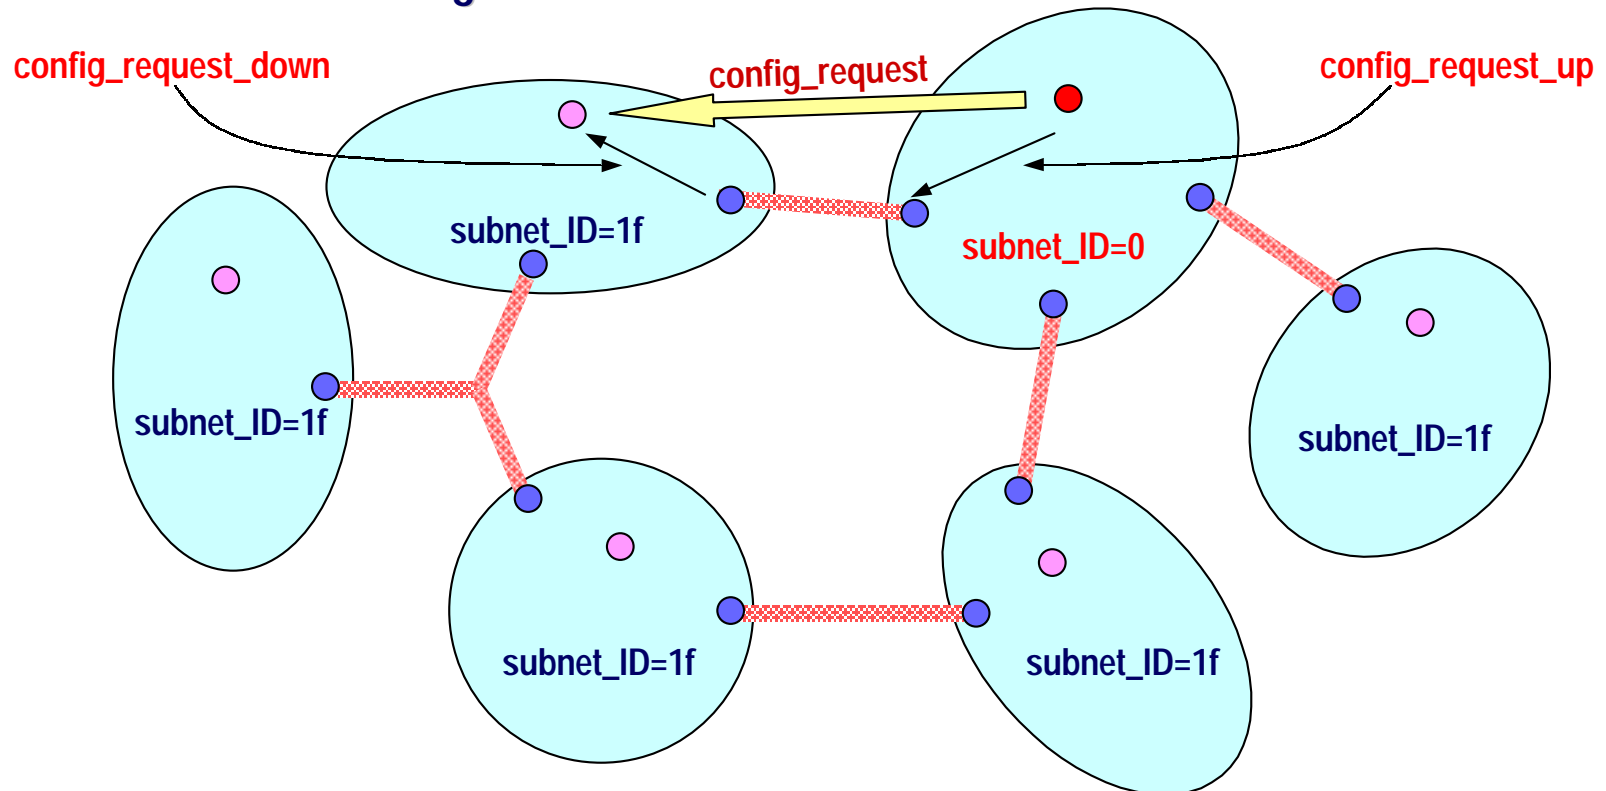 config_request_down
config_request
config_request_up
subnet_ID=1f
subnet_ID=0
subnet_ID=1f
subnet_ID=1f
subnet_ID=1f
subnet_ID=1f